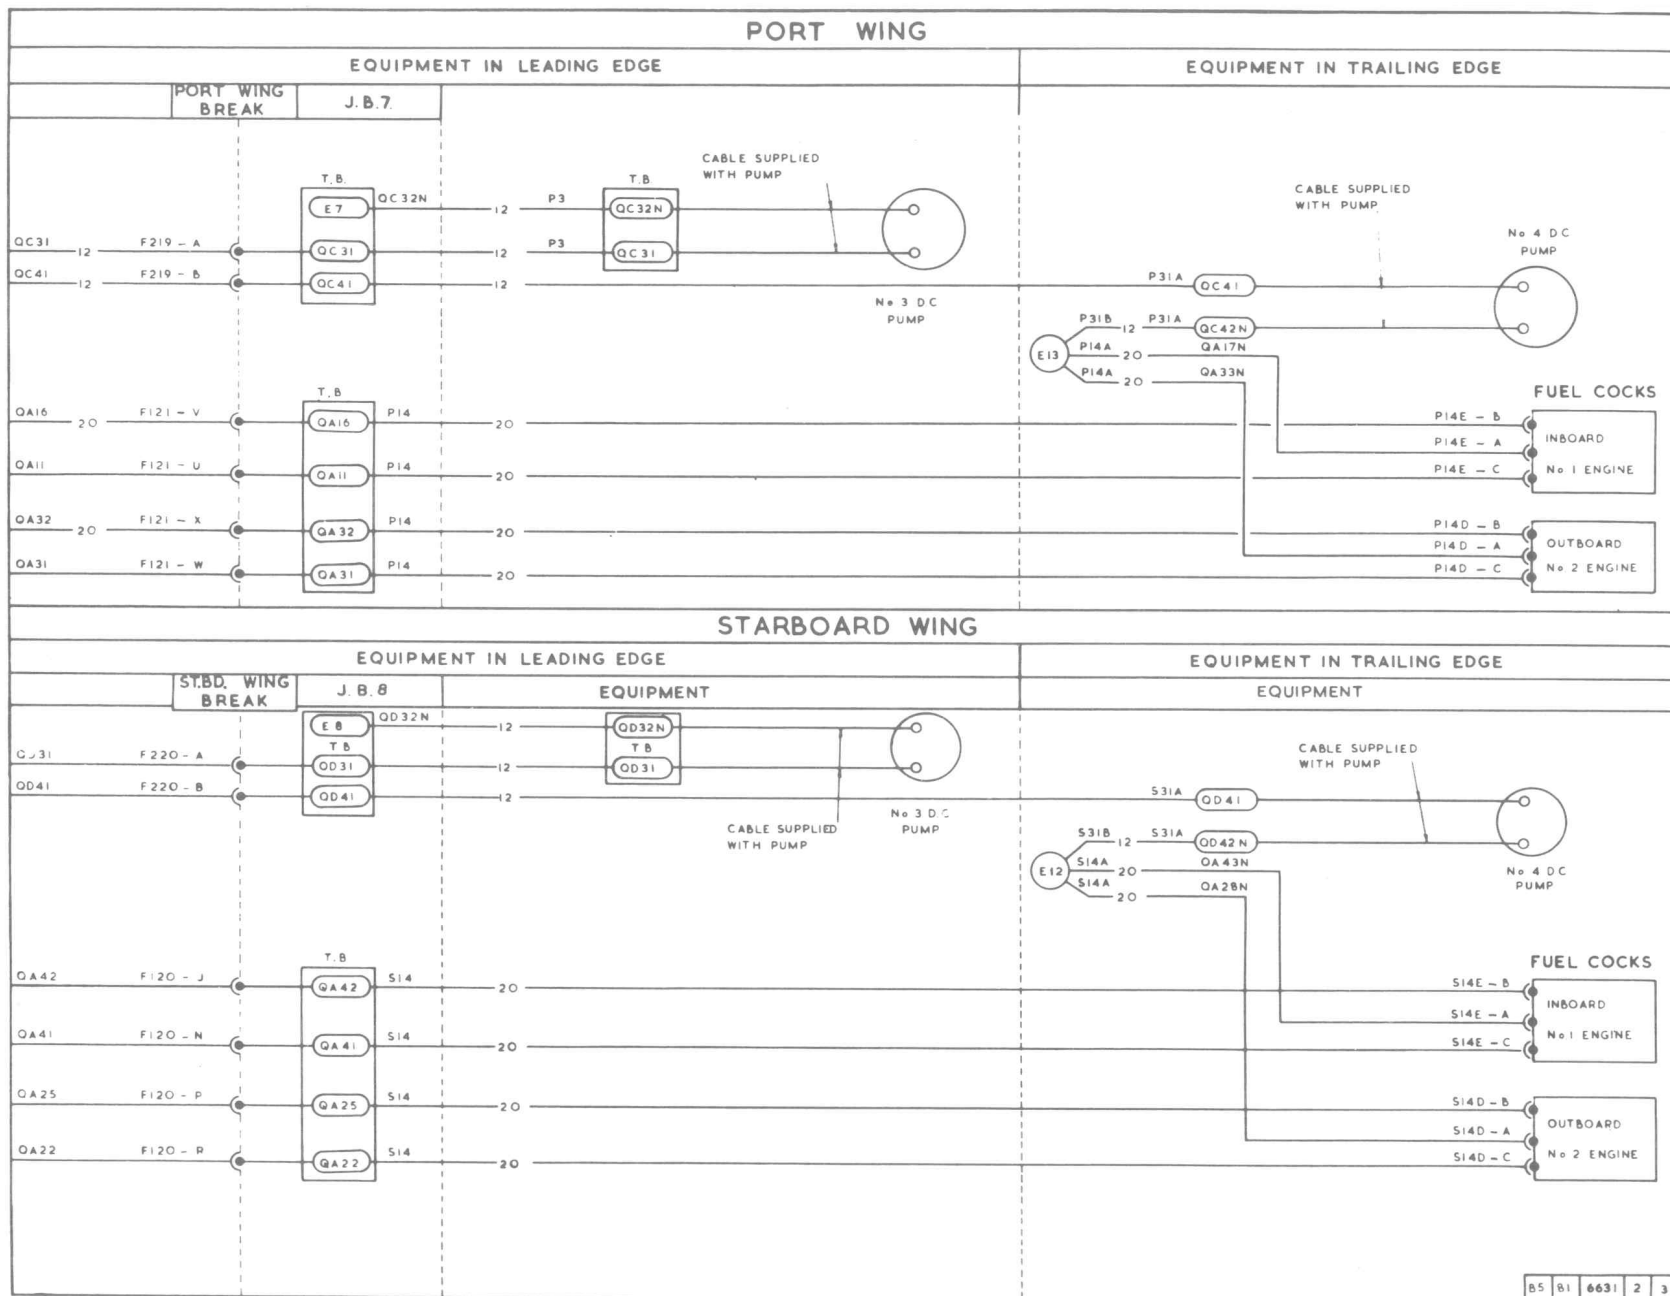 PORT WING
EQUIPMENT IN LEADING EDGE
EQUIPMENT IN TRAILING EDGE
PORT WING
BREAK
J.B.7.
CABLE SUPPLIED
WITH PUMP
T.B.
E7
QC32N
12
P3
T.B
QC32N
QC31
12
F219 - A
QC31
12
P3
QC31
QC41
12
F219 - B
QC41
12
No 3 DC
PUMP
CABLE SUPPLIED
WITH PUMP
No 4 DC
PUMP
P31A
QC41
P31B
12
P31A
QC42N
E13
P14A
20
QA17N
P14A
20
QA33N
FUEL COCKS
T.B
QA16
20
F121 - V
QA16
P14
20
P14E - B
P14E - A
INBOARD
No 1 ENGINE
QA11
F121 - U
QA11
P14
20
P14E - C
QA32
20
F121 - X
QA32
P14
20
P14D - B
P14D - A
OUTBOARD
No 2 ENGINE
QA31
F121 - W
QA31
P14
20
P14D - C
STARBOARD WING
EQUIPMENT IN LEADING EDGE
EQUIPMENT IN TRAILING EDGE
ST.BD. WING
BREAK
J.B.8
EQUIPMENT
EQUIPMENT
E8
QD32N
12
QD32N
T B
T B
F220 - A
QD31
12
QD31
QD41
F220 - B
QD41
12
No 3 D.C
PUMP
CABLE SUPPLIED
WITH PUMP
CABLE SUPPLIED
WITH PUMP
S31A
QD41
S31B
12
S31A
QD42N
E12
S14A
20
QA43N
S14A
20
QA28N
No 4 DC
PUMP
FUEL COCKS
T.B
QA42
F120 - J
QA42
S14
20
S14E - B
S14E - A
INBOARD
No 1 ENGINE
QA41
F120 - N
QA41
S14
20
S14E - C
QA25
F120 - P
QA25
S14
20
S14D - B
S14D - A
OUTBOARD
No 2 ENGINE
QA22
F120 - R
QA22
S14
20
S14D - C
B5 B1 6631 2 3